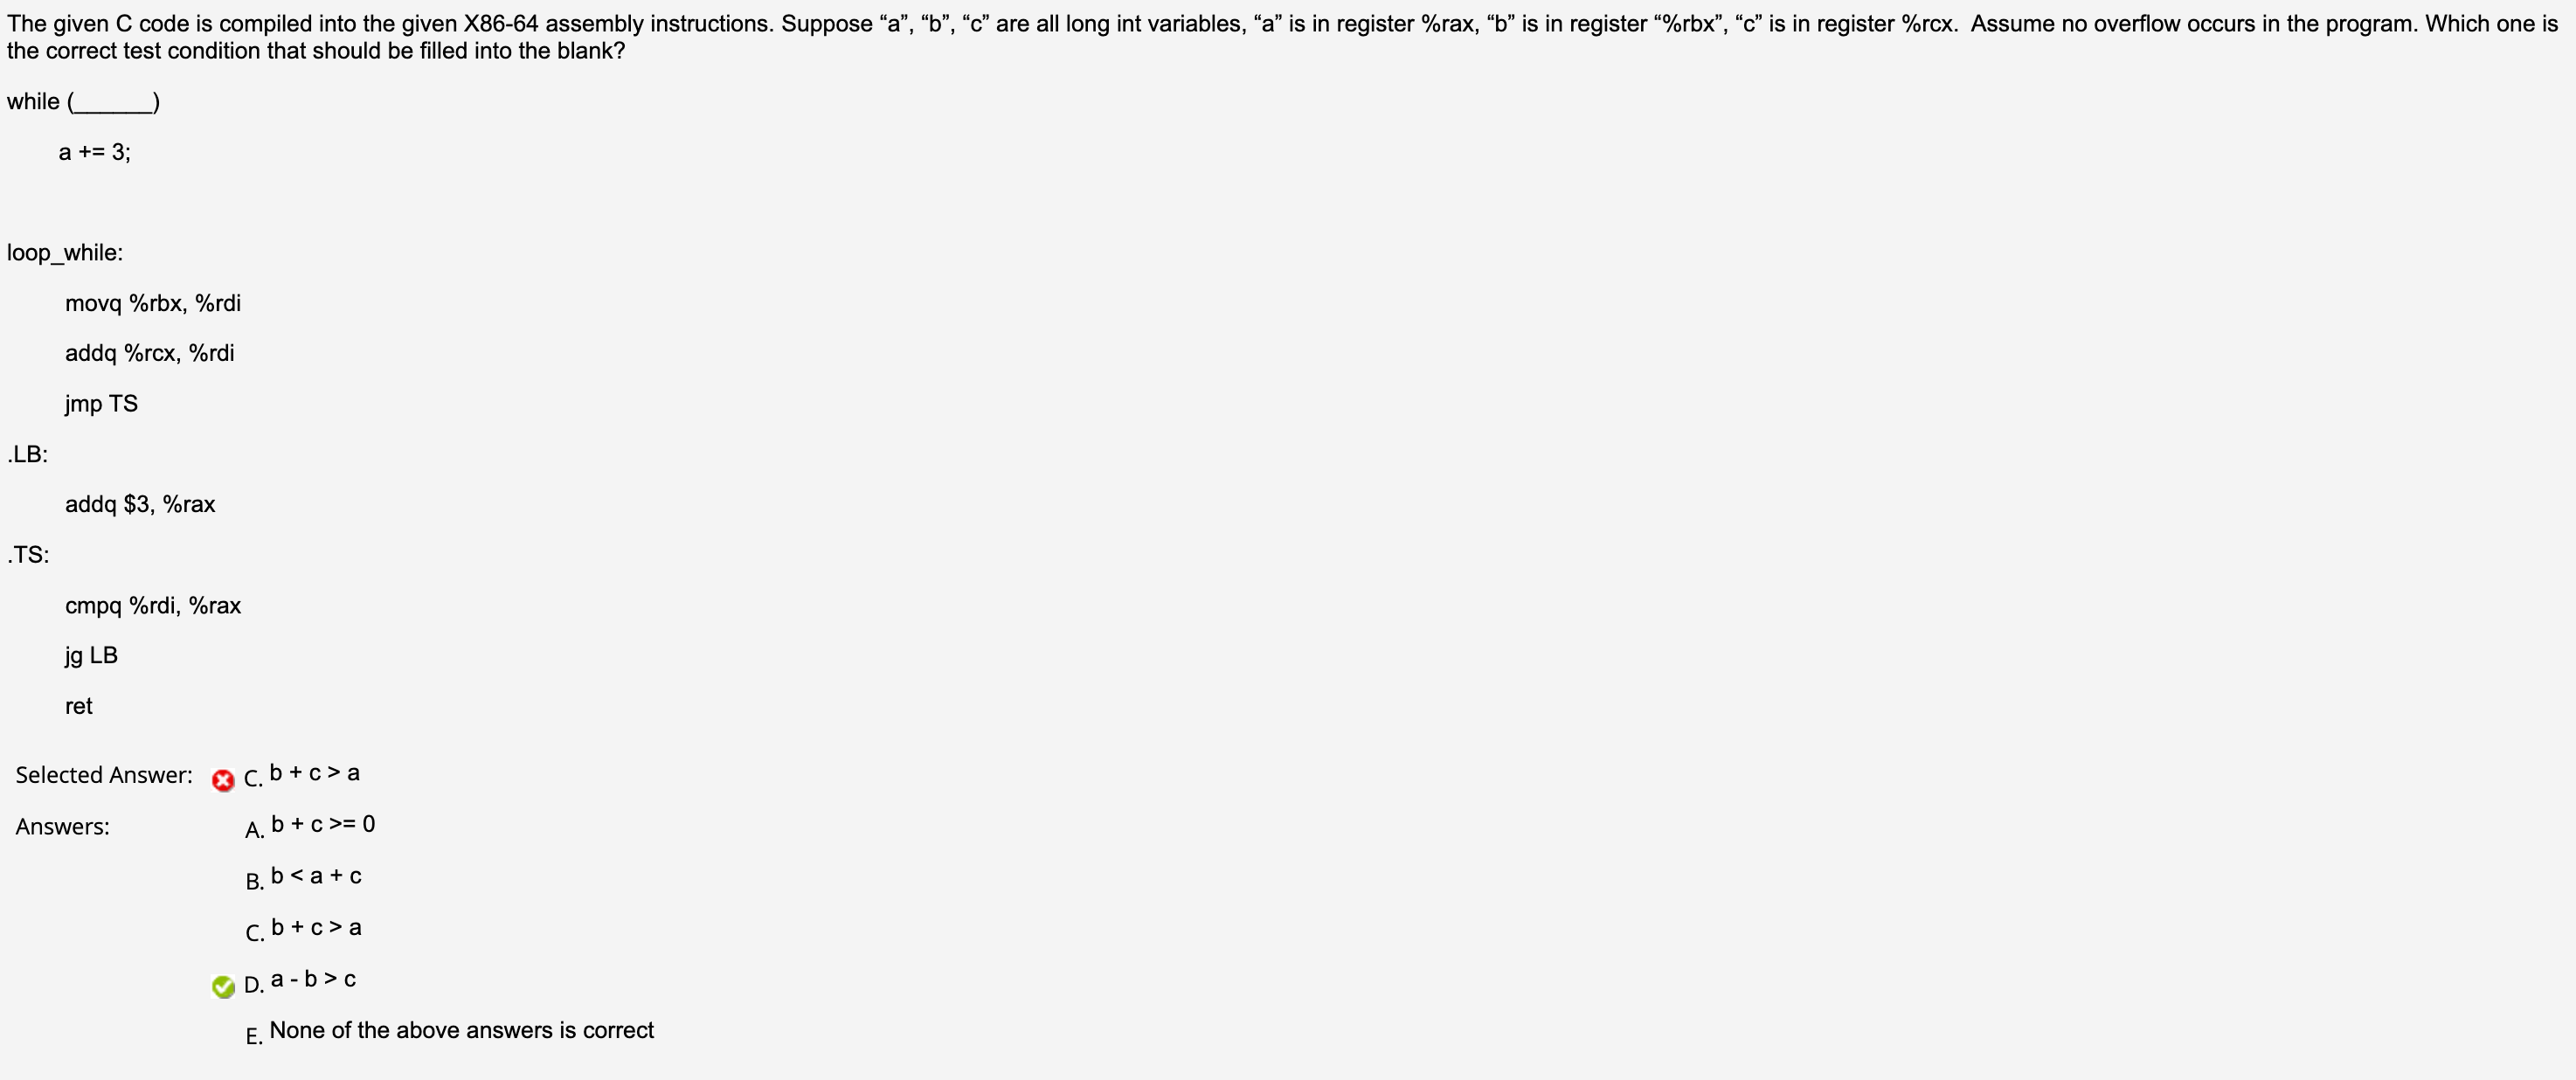 The given C code is compiled into the given X86-64 assembly instructions. Suppose “a”, “b”, “c” are all long int variables, “a” is in register %rax, “b” is in register “%rbx”, “c” is in register %rcx.  Assume no overflow occurs in the program. Which one is
the correct test condition that should be filled into the blank?
while (______)
a += 3;
loop_while:
movq %rbx, %rdi
addq %rcx, %rdi
jmp TS
.LB:
addq $3, %rax
.TS:
cmpq %rdi, %rax
jg LB
ret
Selected Answer: C. b + c > a
Answers: A. b + c >= 0
B. b < a + c
C. b + c > a
D. a - b > c
E. None of the above answers is correct